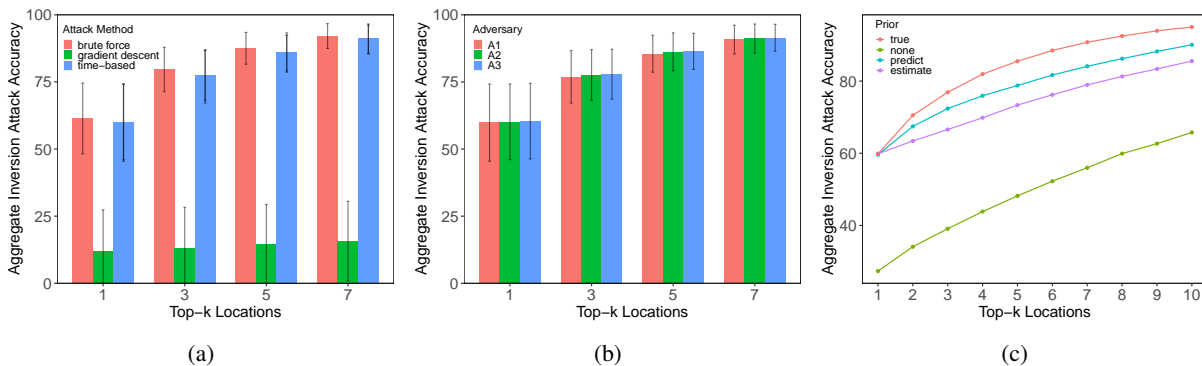 Aggregate Inversion Attack Accuracy
100
75
50
25
0
Attack Method
brute force
gradient descent
time-based
1 3 5 7
Top-k Locations
(a)
Aggregate Inversion Attack Accuracy
100
75
50
25
0
Adversary
A1
A2
A3
1 3 5 7
Top-k Locations
(b)
Aggregate Inversion Attack Accuracy
80
60
40
Prior
true
none
predict
estimate
1 2 3 4 5 6 7 8 9 10
Top-k Locations
(c)